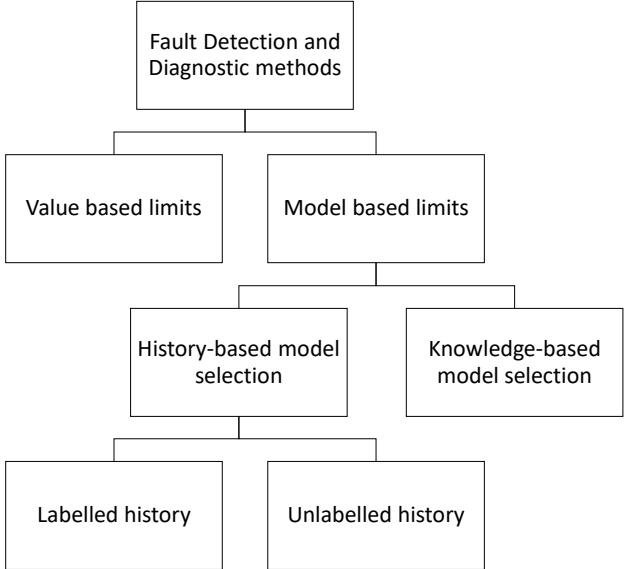 Fault Detection and
Diagnostic methods
Value based limits
Model based limits
History-based model
selection
Knowledge-based
model selection
Labelled history
Unlabelled history